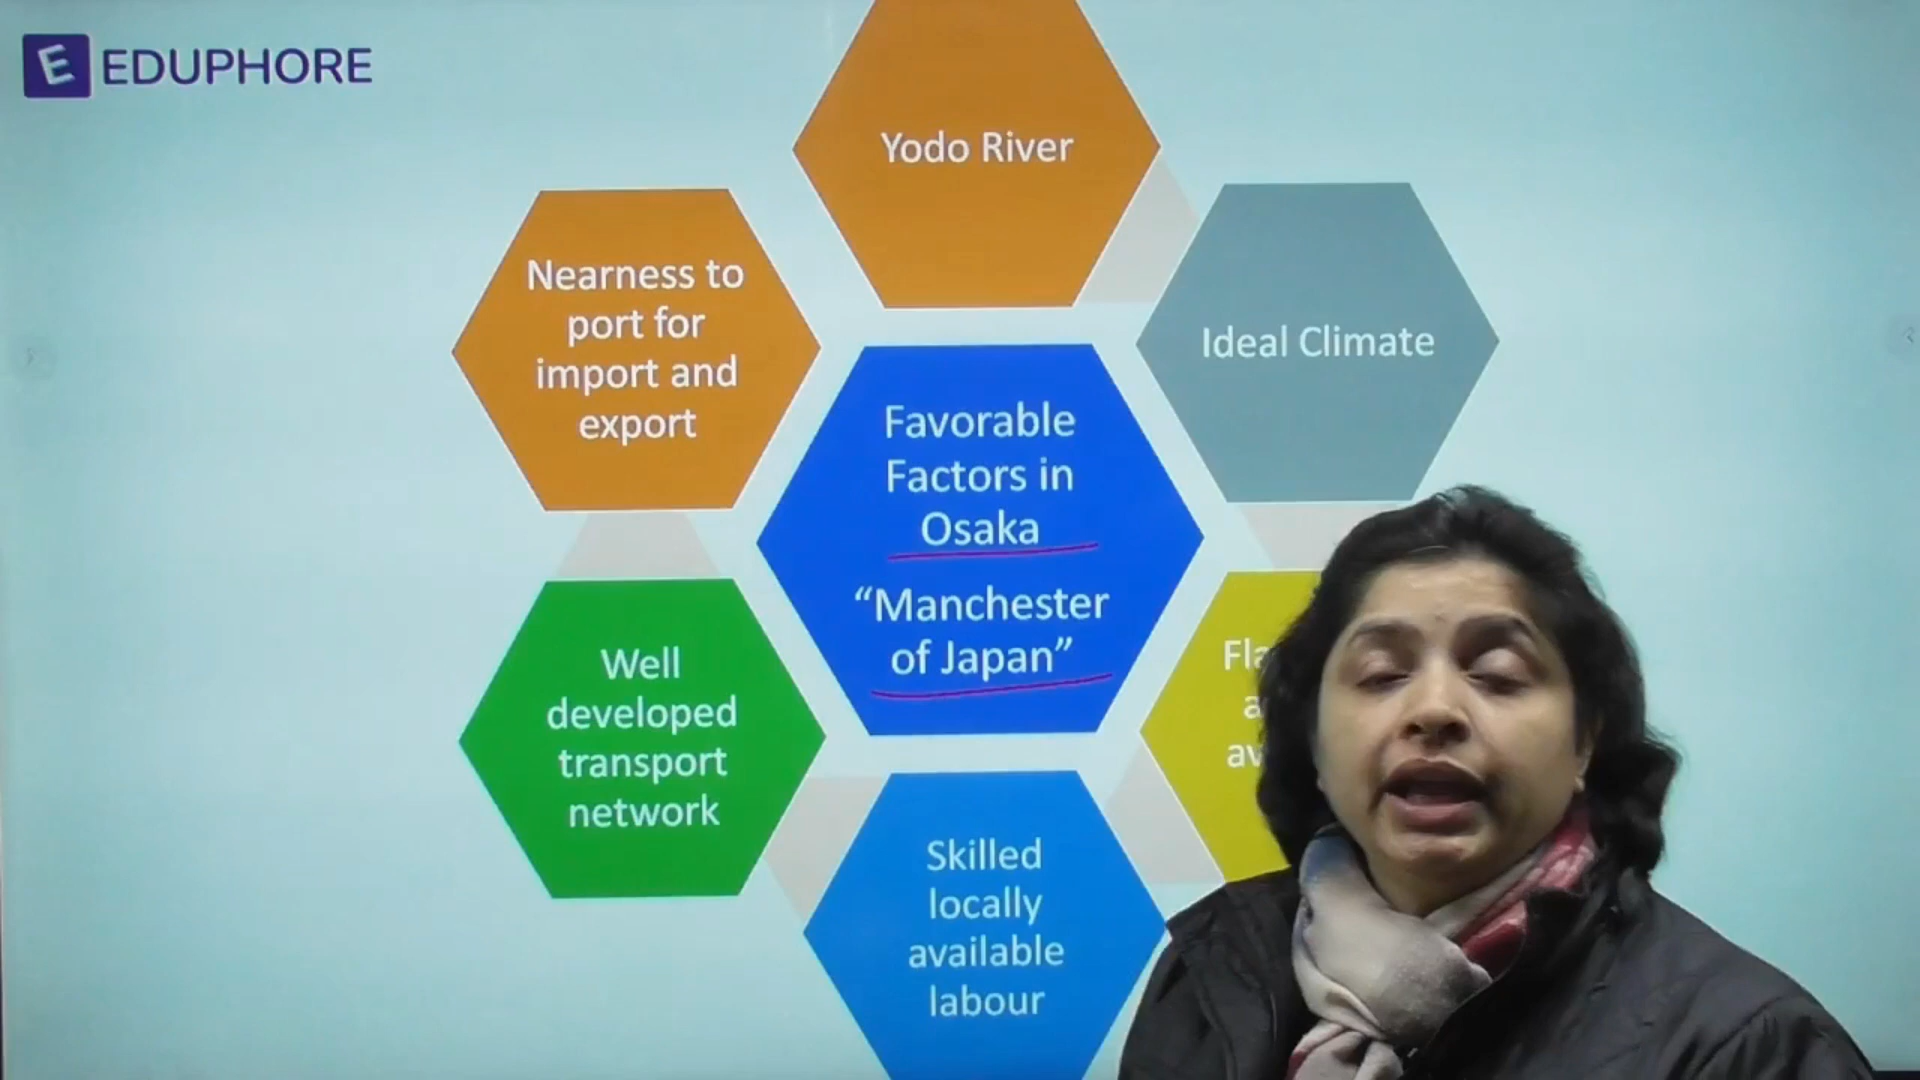 EDUPHORE
Yodo River
Nearness to
port for
import and
export
Ideal Climate
Favorable
Factors in
Osaka
“Manchester
of Japan”
Well
developed
transport
network
Skilled
locally
available
labour